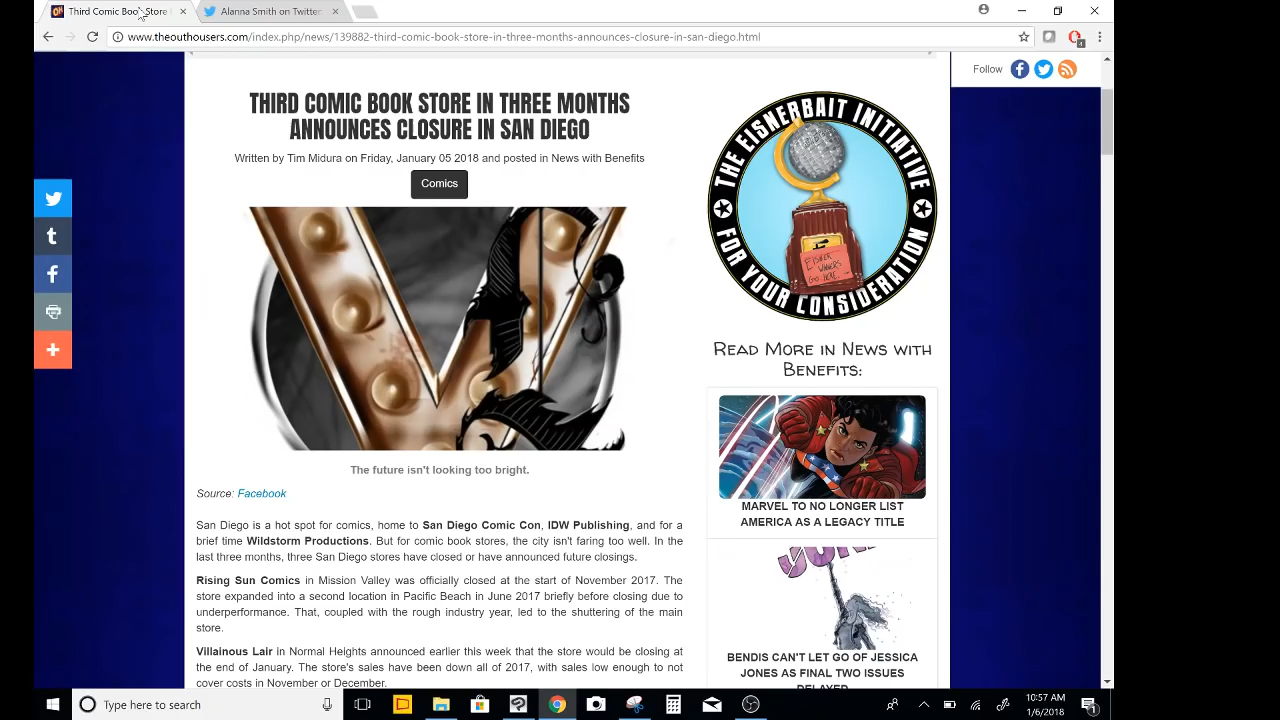 Third Comic Book Store
Alanna Smith on Twitter
www.theouthousers.com/index.php/news/139882-third-comic-book-store-in-three-months-announces-closure-in-san-diego.html
Follow
THIRD COMIC BOOK STORE IN THREE MONTHS
ANNOUNCES CLOSURE IN SAN DIEGO
Written by Tim Midura on Friday, January 05 2018 and posted in News with Benefits
Comics
The future isn't looking too bright.
Source: Facebook
San Diego is a hot spot for comics, home to San Diego Comic Con, IDW Publishing, and for a
brief time Wildstorm Productions. But for comic book stores, the city isn't faring too well. In the
last three months, three San Diego stores have closed or have announced future closings.
Rising Sun Comics in Mission Valley was officially closed at the start of November 2017. The
store expanded into a second location in Pacific Beach in June 2017 briefly before closing due to
underperformance. That, coupled with the rough industry year, led to the shuttering of the main
store.
Villainous Lair in Normal Heights announced earlier this week that the store would be closing at
the end of January. The store's sales have been down all of 2017, with sales low enough to not
cover costs in November or December.
THE EISNERBAIT INITIATIVE
EISNER
WINNERS
GO HERE.
FOR YOUR CONSIDERATION
READ MORE IN NEWS WITH
BENEFITS:
MARVEL TO NO LONGER LIST
AMERICA AS A LEGACY TITLE
BENDIS CAN'T LET GO OF JESSICA
JONES AS FINAL TWO ISSUES
DELAYED
Type here to search
10:57 AM
1/6/2018